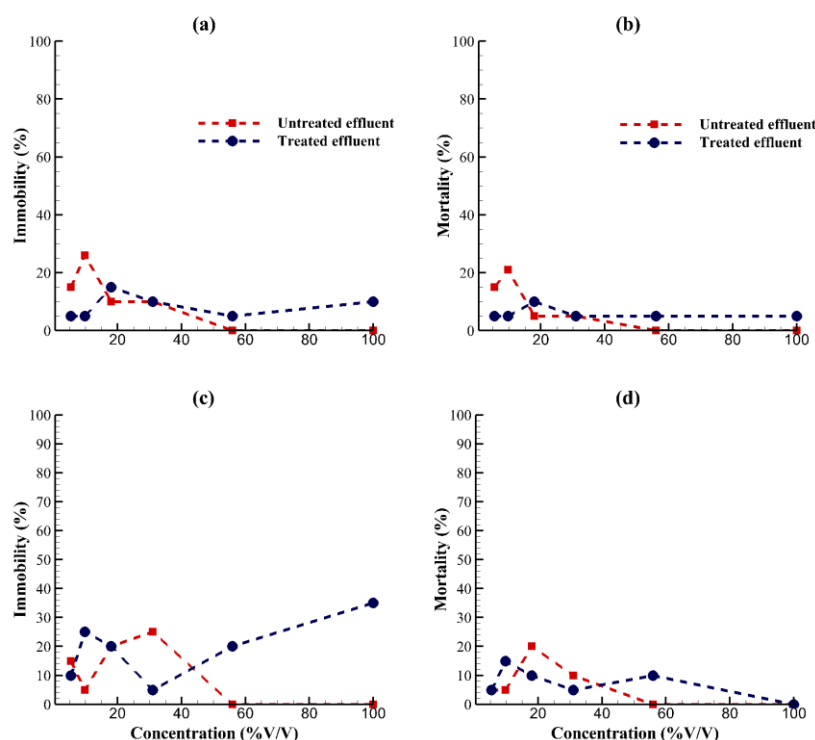 (a)
100
80
60
40
20
0
Immobility (%)
Untreated effluent
Treated effluent
20 40 60 80 100
(b)
100
80
60
40
20
0
Mortality (%)
Untreated effluent
Treated effluent
20 40 60 80 100
(c)
100
90
80
70
60
50
40
30
20
10
0
Immobility (%)
20 40 60 80 100
Concentration (%V/V)
(d)
100
90
80
70
60
50
40
30
20
10
0
Mortality (%)
20 40 60 80 100
Concentration (%V/V)